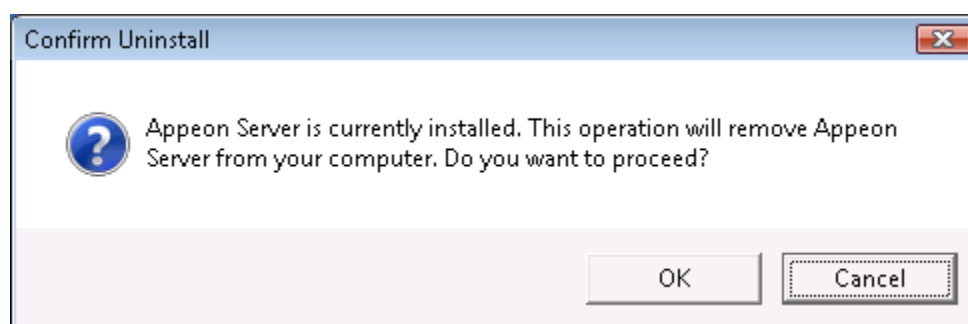 Confirm Uninstall
Appeon Server is currently installed. This operation will remove Appeon
Server from your computer. Do you want to proceed?
OK
Cancel